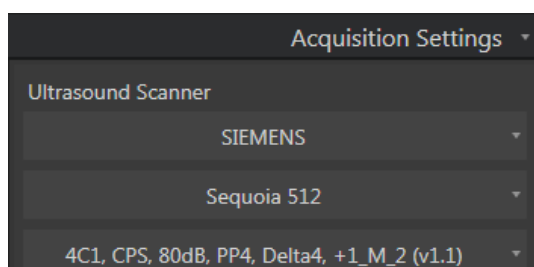 Acquisition Settings
Ultrasound Scanner
SIEMENS
Sequoia 512
4C1, CPS, 80dB, PP4, Delta4, +1_M_2 (v1.1)